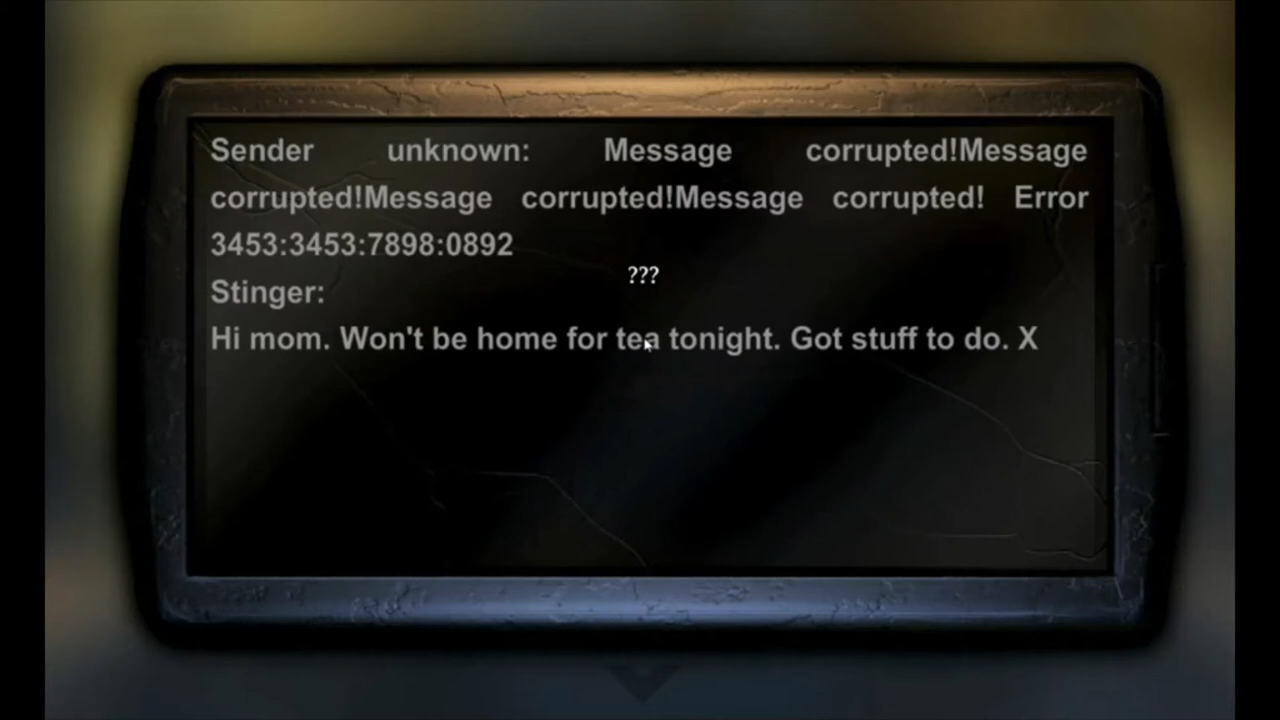 Sender unknown: Message corrupted!Message
corrupted!Message corrupted!Message corrupted! Error
3453:3453:7898:0892
???
Stinger:
Hi mom. Won't be home for tea tonight. Got stuff to do. X